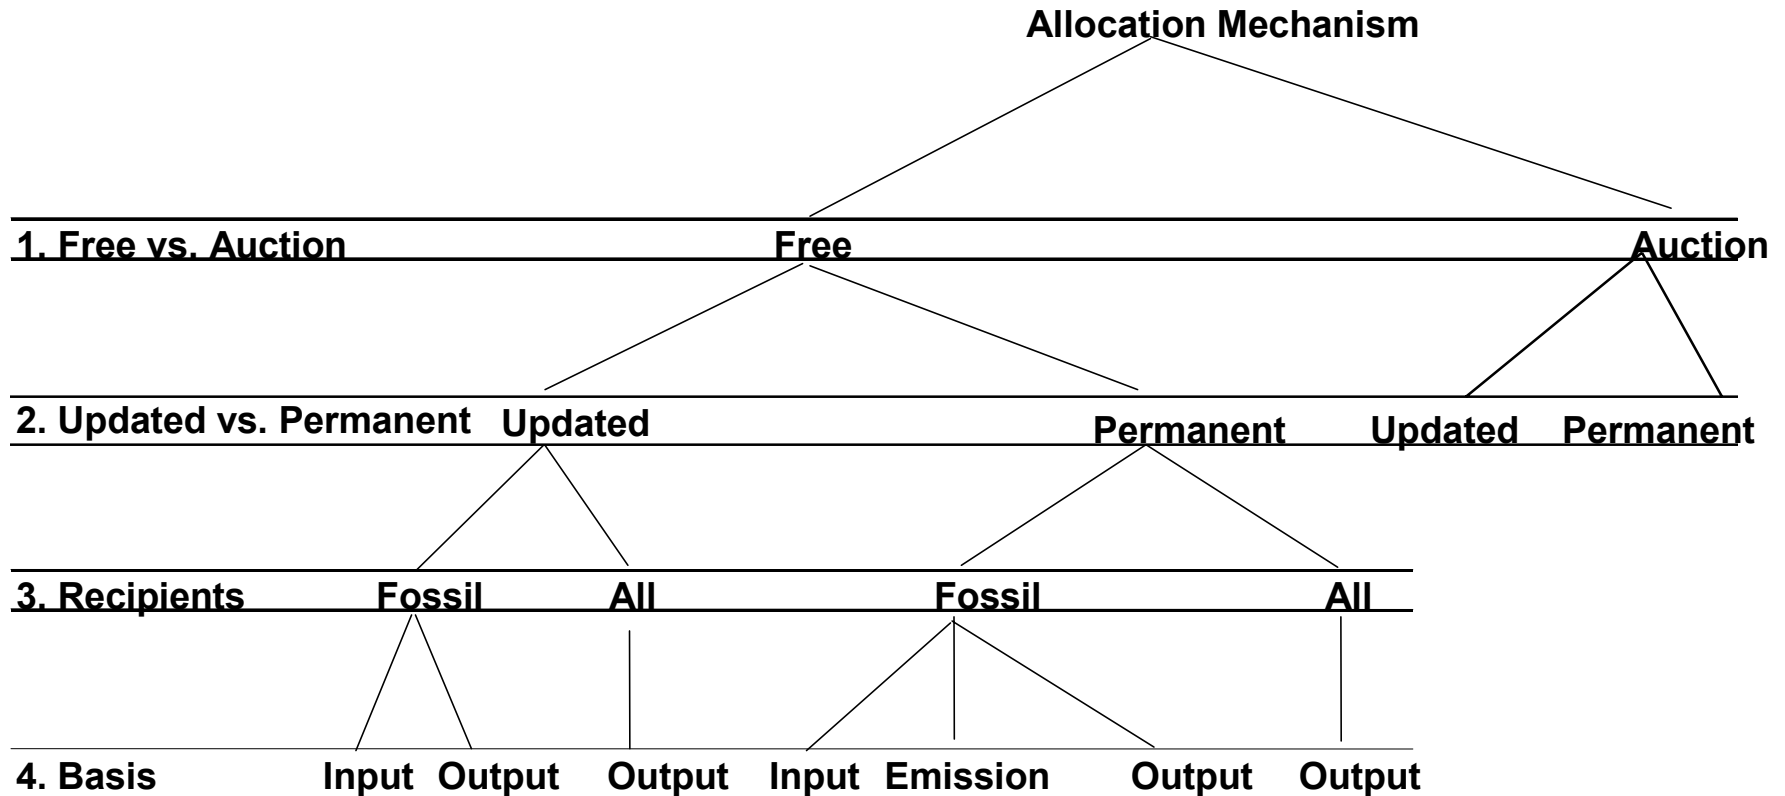 Allocation Mechanism
1. Free vs. Auction Free Auction
2. Updated vs. Permanent Updated Permanent Updated Permanent
3. Recipients Fossil All Fossil All
4. Basis Input Output Output Input Emission Output Output